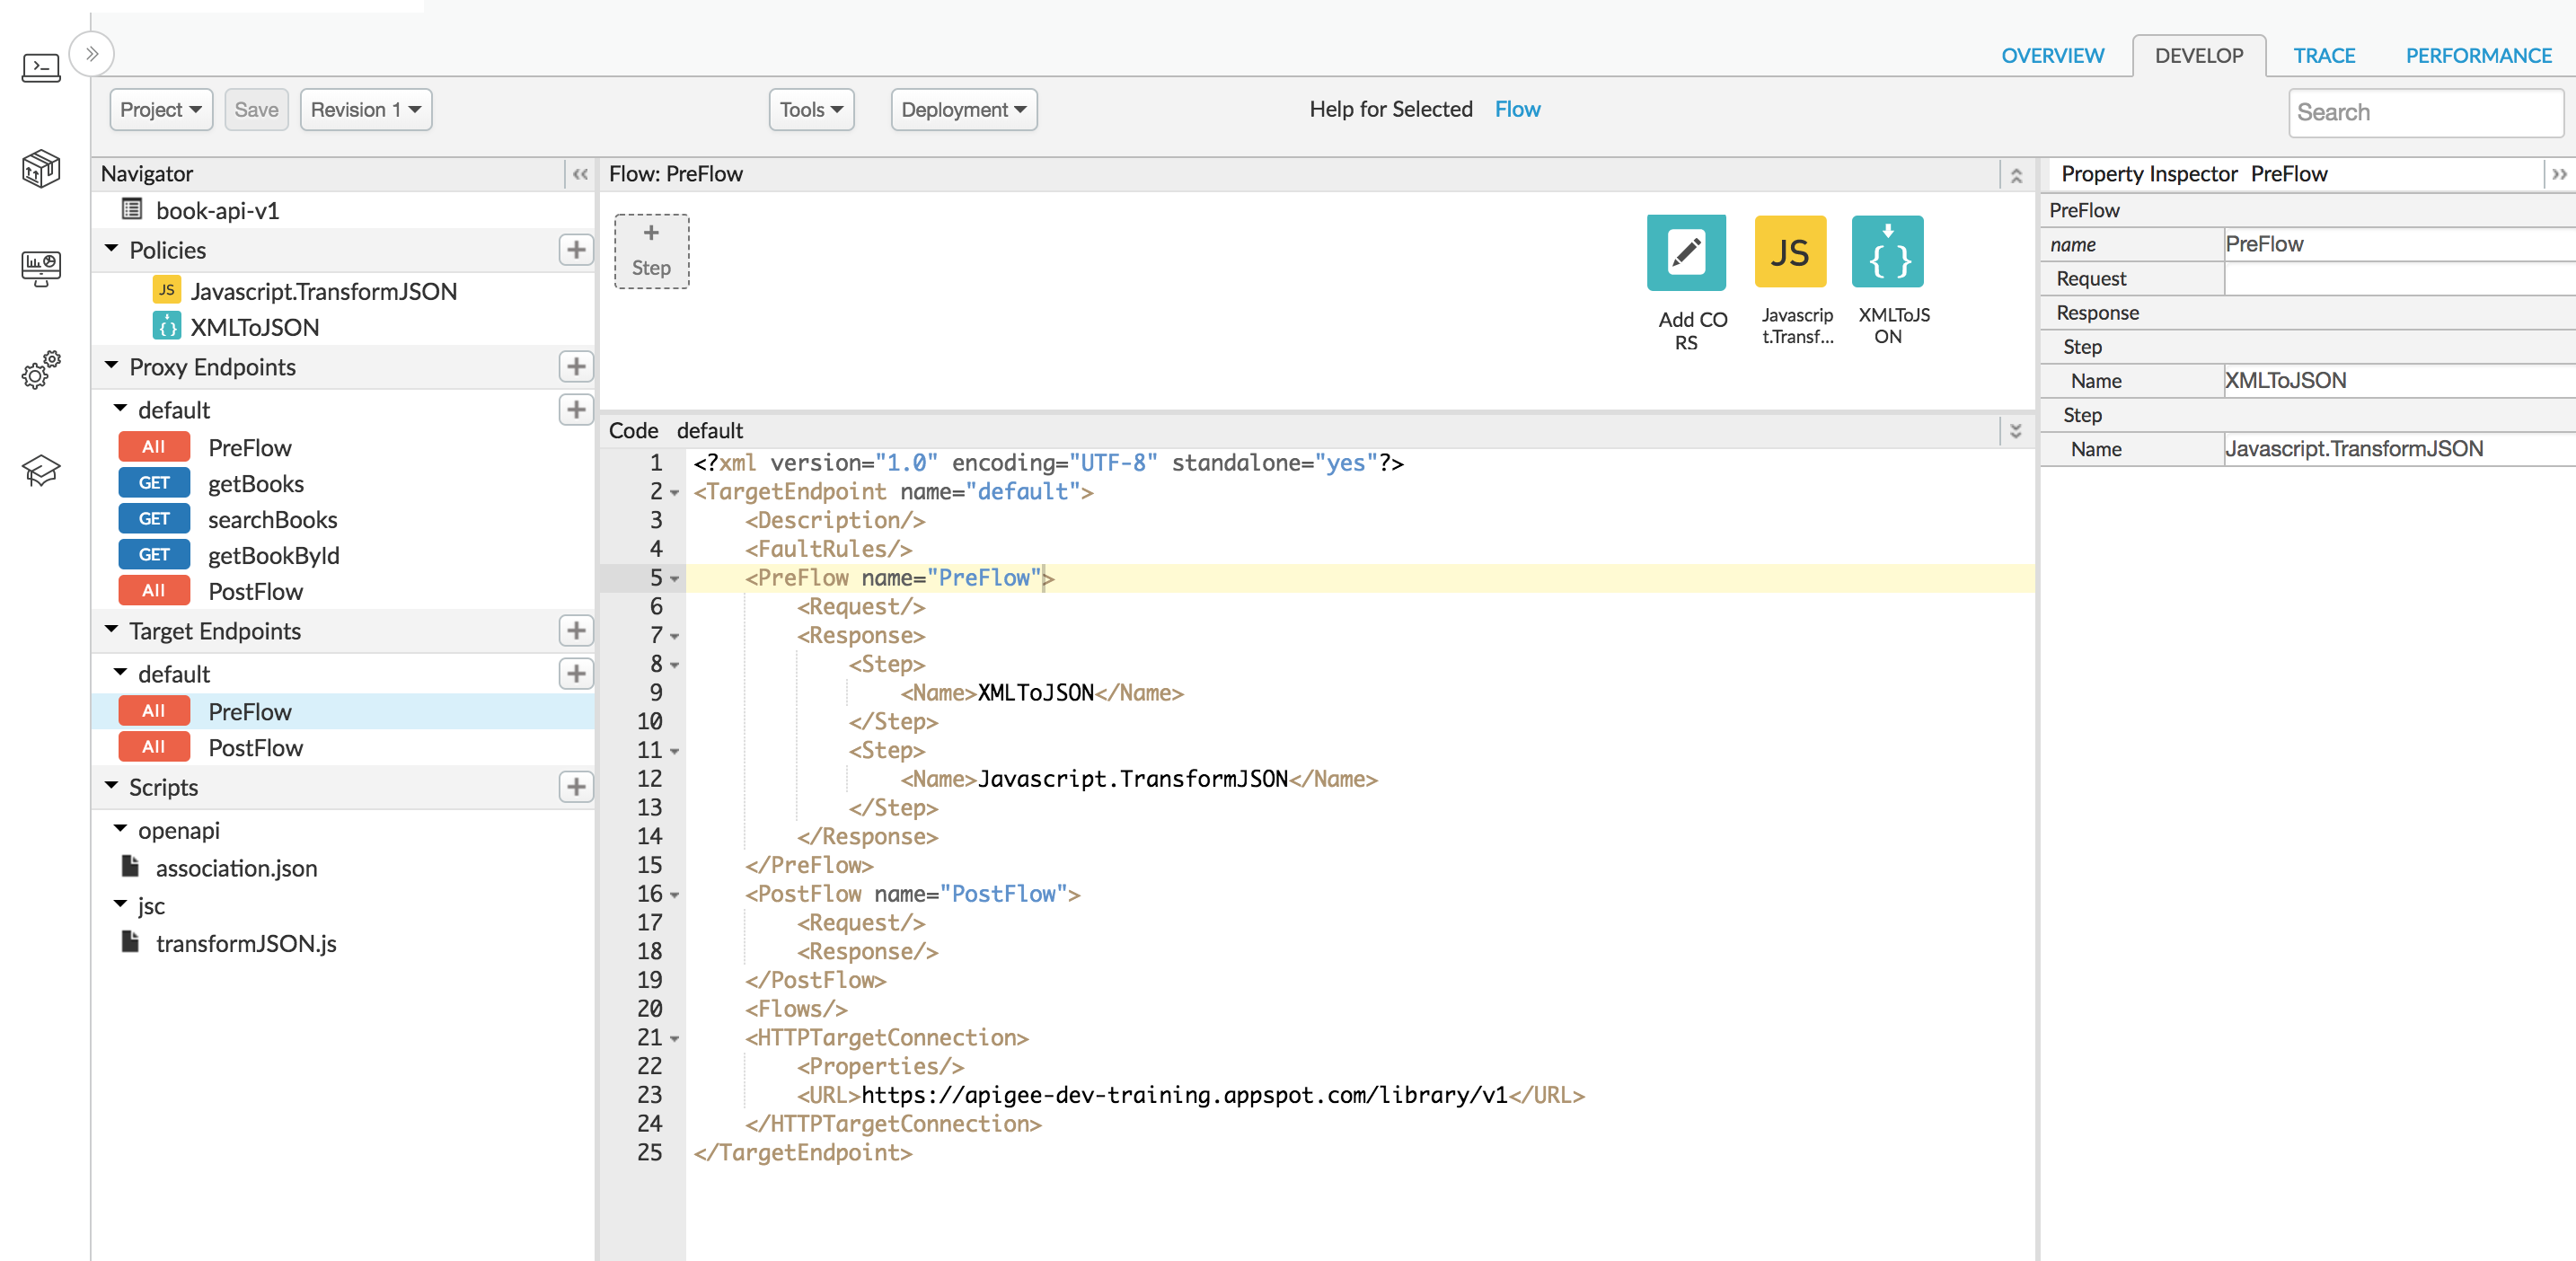 OVERVIEW DEVELOP TRACE PERFORMANCE
Project Save Revision 1 Tools Deployment Help for Selected Flow Search
Navigator
book-api-v1
Policies
JS Javascript.TransformJSON
{ } XMLToJSON
Proxy Endpoints
default
All PreFlow
GET getBooks
GET searchBooks
GET getBookById
All PostFlow
Target Endpoints
default
All PreFlow
All PostFlow
Scripts
openapi
association.json
jsc
transformJSON.js
Flow: PreFlow
+
Step
Add CO
RS
JS
Javascrip
t.Transf...
{ }
XMLToJS
ON
Code default
1 <?xml version="1.0" encoding="UTF-8" standalone="yes"?>
2 <TargetEndpoint name="default">
3 <Description/>
4 <FaultRules/>
5 <PreFlow name="PreFlow">
6 <Request/>
7 <Response>
8 <Step>
9 <Name>XMLToJSON</Name>
10 </Step>
11 <Step>
12 <Name>Javascript.TransformJSON</Name>
13 </Step>
14 </Response>
15 </PreFlow>
16 <PostFlow name="PostFlow">
17 <Request/>
18 <Response/>
19 </PostFlow>
20 <Flows/>
21 <HTTPTargetConnection>
22 <Properties/>
23 <URL>https://apigee-dev-training.appspot.com/library/v1</URL>
24 </HTTPTargetConnection>
25 </TargetEndpoint>
Property Inspector PreFlow
PreFlow
name PreFlow
Request
Response
Step
Name XMLToJSON
Step
Name Javascript.TransformJSON